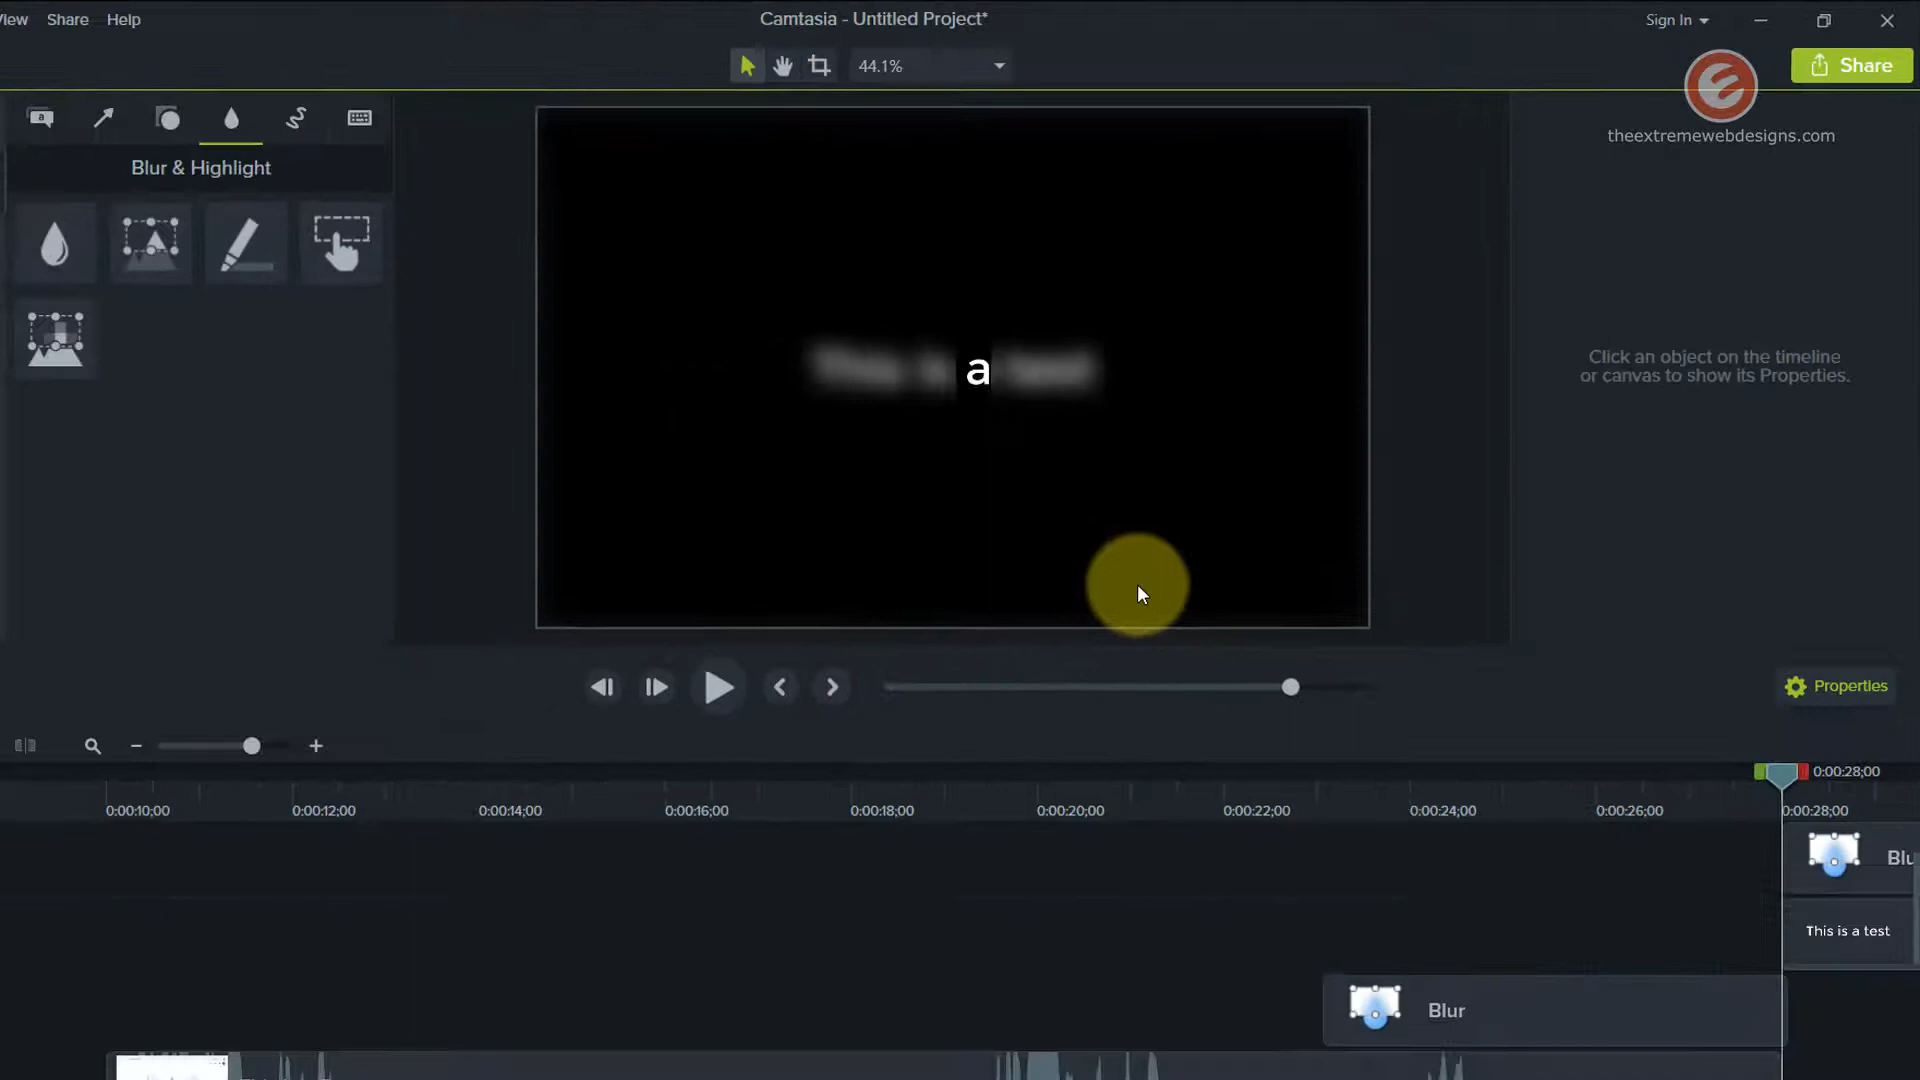 View Share Help
Camtasia - Untitled Project*
Sign In
44.1%
Share
theextremewebdesigns.com
a
Blur & Highlight
This is a test
Click an object on the timeline
or canvas to show its Properties.
Properties
0:00:28;00
0:00:10;00 0:00:12;00 0:00:14;00 0:00:16;00 0:00:18;00 0:00:20;00 0:00:22;00 0:00:24;00 0:00:26;00 0:00:28;00
Blu
This is a test
Blur